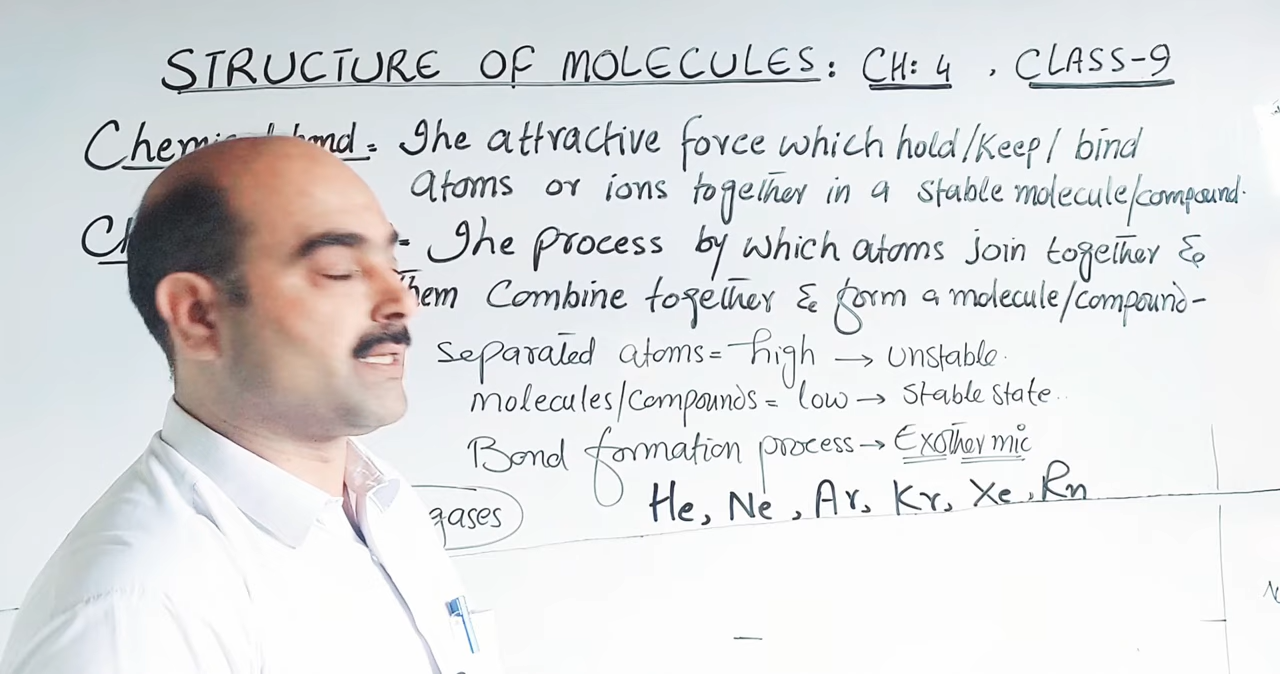 STRUCTURE OF MOLECULES: CH: 4 , CLASS-9
bond = The attractive force which hold/Keep/ bind
atoms or ions together in a stable molecule/compound.
= The process by which atoms join together &
them Combine together & form a molecule/compound-
separated atoms = high → unstable.
molecules/compounds = low → stable state..
Bond formation process → Exothermic
gases He, Ne, Ar, Kr, Xe, Rn